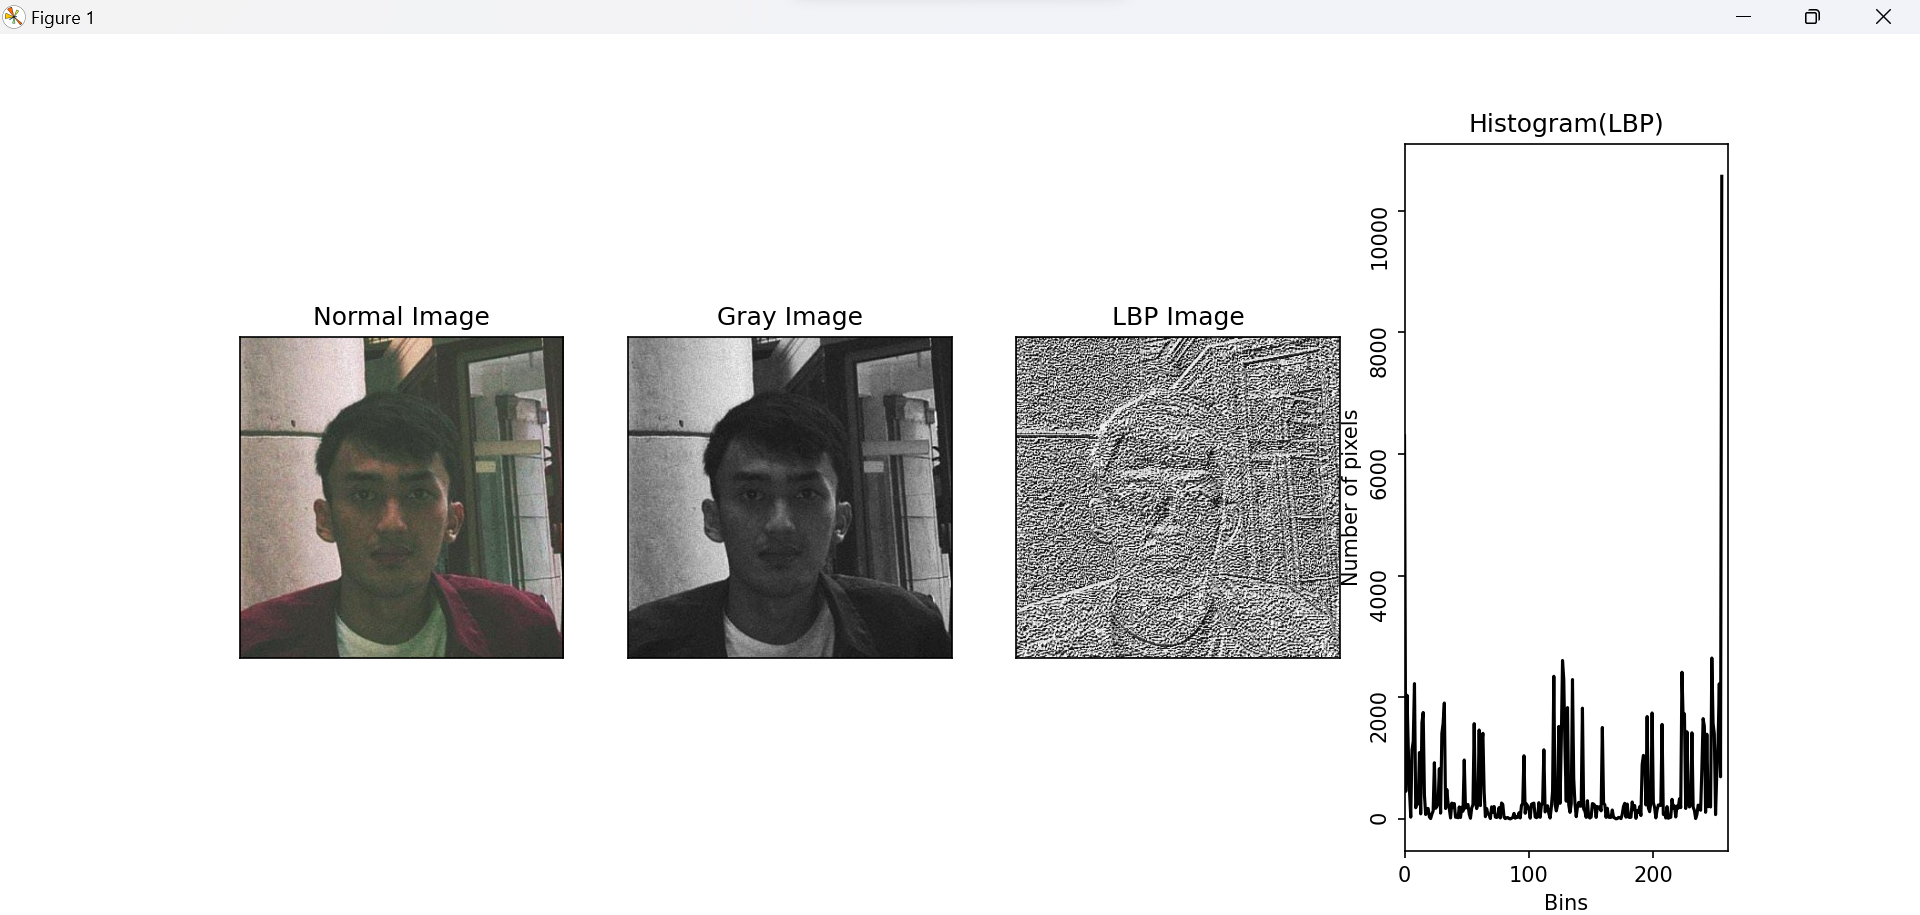 Figure 1
Normal Image
Gray Image
LBP Image
Histogram(LBP)
Number of pixels
10000
8000
6000
4000
2000
0
0 100 200
Bins